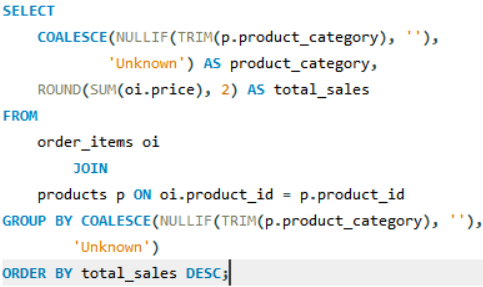 SELECT
COALESCE(NULLIF(TRIM(p.product_category), ''),
'Unknown') AS product_category,
ROUND(SUM(oi.price), 2) AS total_sales
FROM
order_items oi
JOIN
products p ON oi.product_id = p.product_id
GROUP BY COALESCE(NULLIF(TRIM(p.product_category), ''),
'Unknown')
ORDER BY total_sales DESC;